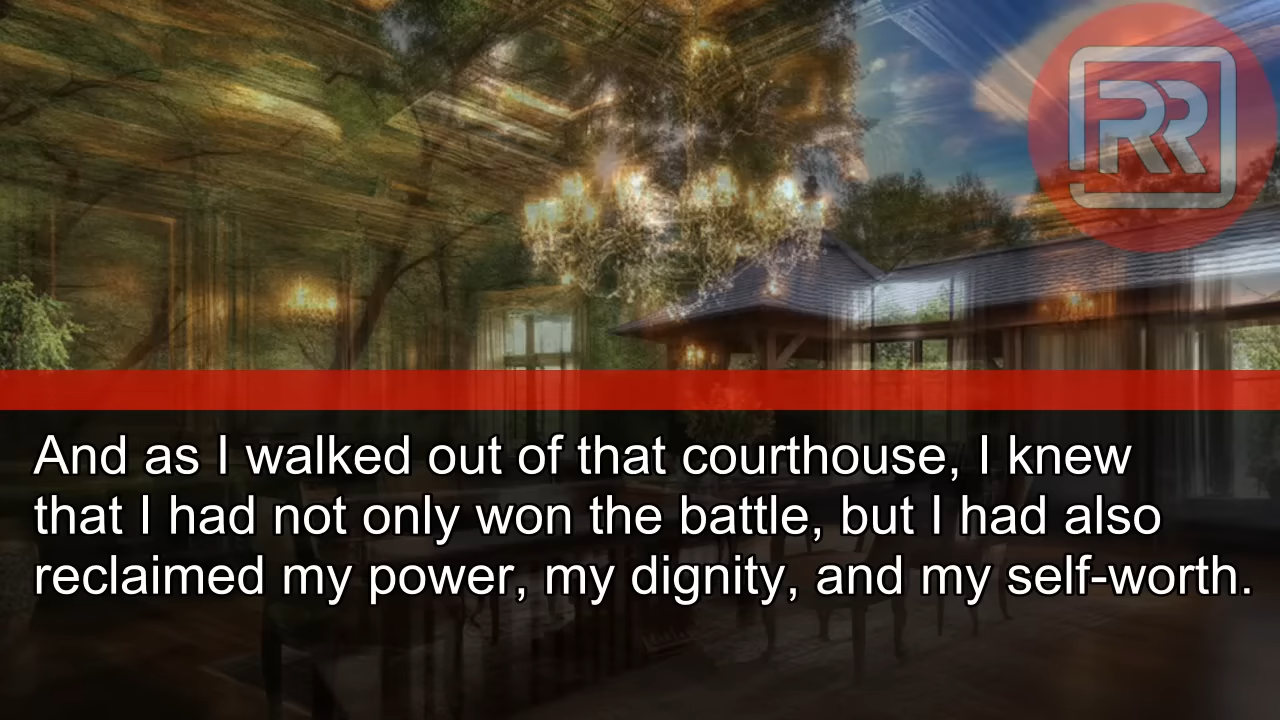 RR
And as I walked out of that courthouse, I knew
that I had not only won the battle, but I had also
reclaimed my power, my dignity, and my self-worth.